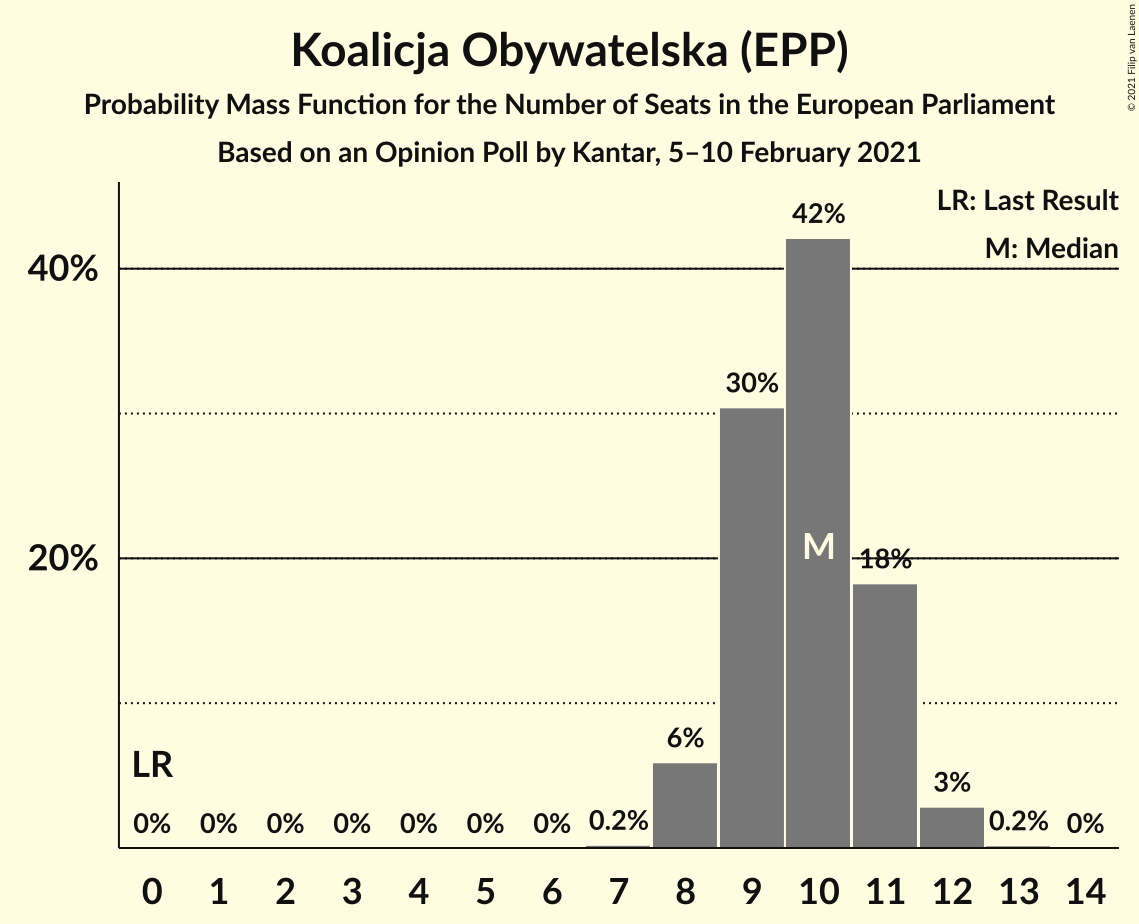 Koalicja Obywatelska (EPP)
Probability Mass Function for the Number of Seats in the European Parliament
Based on an Opinion Poll by Kantar, 5–10 February 2021
© 2021 Filip van Laenen
LR: Last Result
M: Median
40%
20%
42%
30%
M
18%
6%
3%
LR
0% 0% 0% 0% 0% 0% 0% 0.2% 0.2% 0%
0 1 2 3 4 5 6 7 8 9 10 11 12 13 14